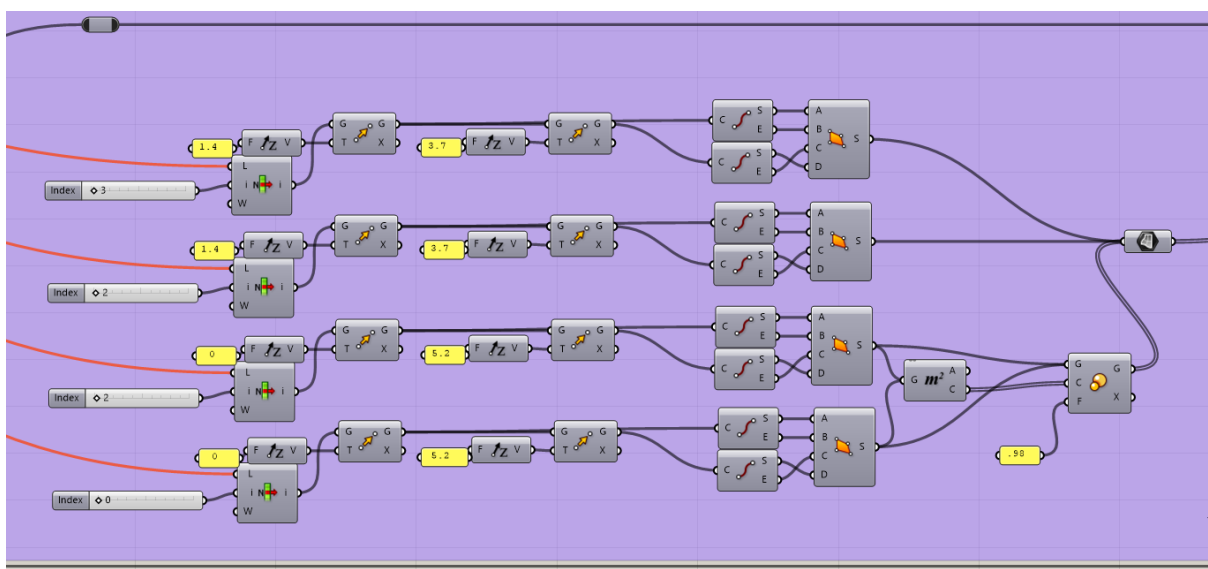 1.4 F Z V G T G X 3.7 F Z V G T G X C S E C S E A B C D S
L i W N i
Index 3
1.4 F Z V G T G X 3.7 F Z V G T G X C S E C S E A B C D S
L i W N i
Index 2
0 F Z V G T G X 5.2 F Z V G T G X C S E C S E A B C D S
L i W N i
Index 2
G m² A C
G C F G X
0 F Z V G T G X 5.2 F Z V G T G X C S E C S E A B C D S
.98
L i W N i
Index 0